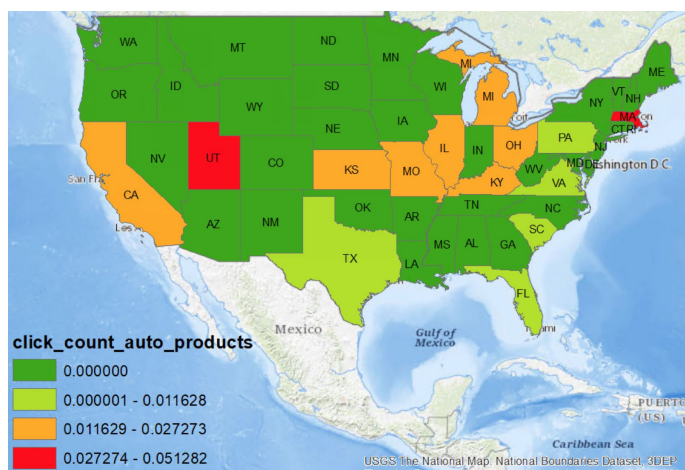 WA
MT
ND
MN
ME
MI
VT
NH
OR
ID
SD
WI
NY
MI
WY
MA
CT
RI
IA
NE
PA
NJ
NV
UT
IL
IN
OH
CO
MD
DE
Washington D.C.
WV
KS
MO
VA
San Fra
CA
KY
NC
TN
OK
AZ
NM
AR
SC
Los
MS
AL
GA
TX
LA
FL
Mexico
Gulf of
Mexico
click_count_auto_products
0.000000
0.000001 - 0.011628
0.011629 - 0.027273
0.027274 - 0.051282
PUERTO
(US)
Caribbean Sea
USGS The National Map: National Boundaries Dataset, 3DEP